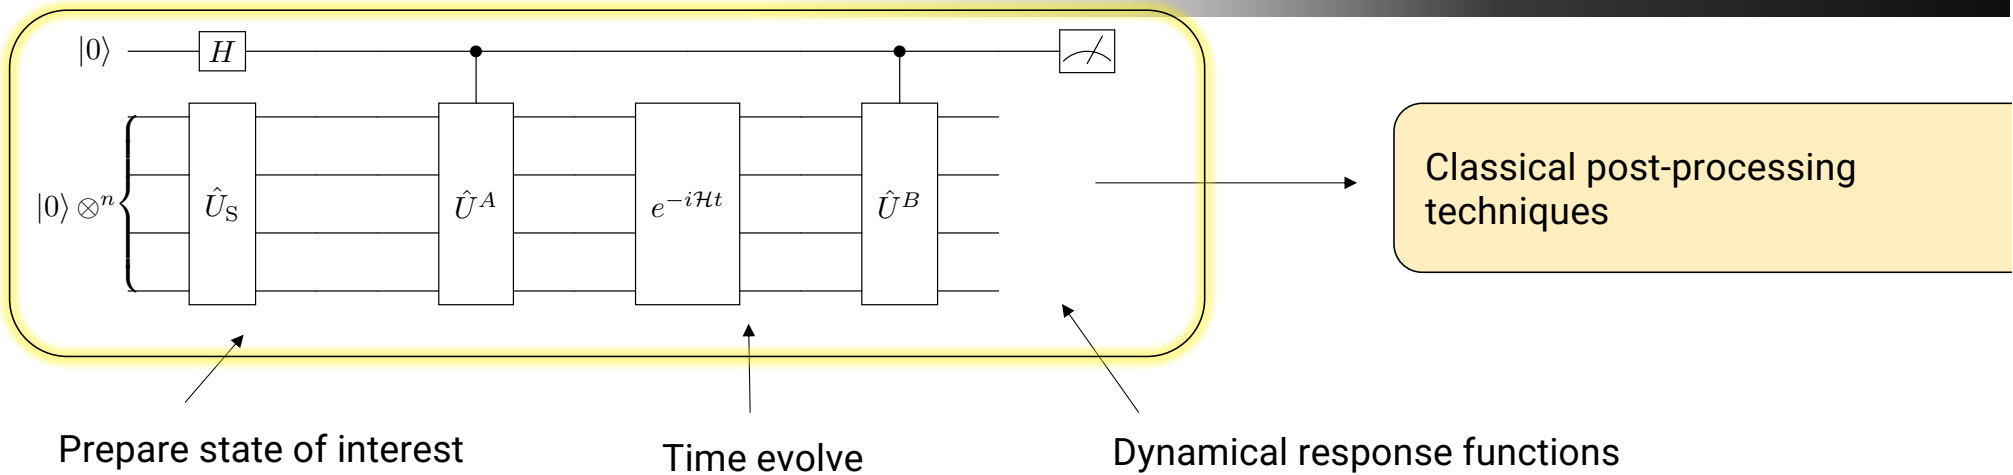 |0⟩ H
|0⟩ ⊗ⁿ Û_S Û^A e^{-iℋt} Û^B
Classical post-processing
techniques
Prepare state of interest
Time evolve
Dynamical response functions